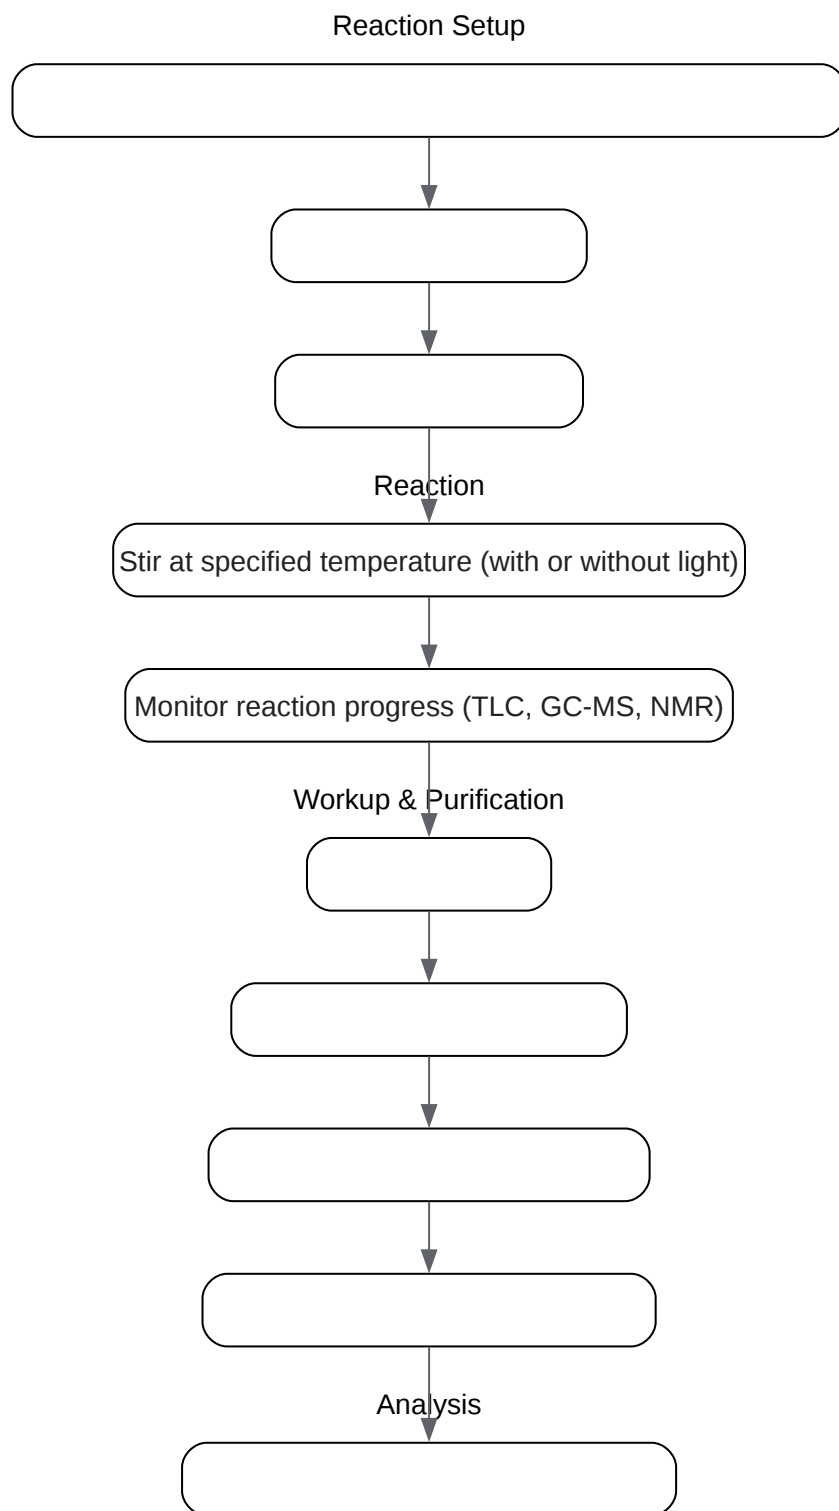 Reaction Setup
Reaction
Stir at specified temperature (with or without light)
Monitor reaction progress (TLC, GC-MS, NMR)
Workup & Purification
Analysis